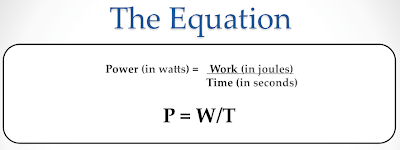 The Equation
Power (in watts) = Work (in joules)
Time (in seconds)
P = W/T